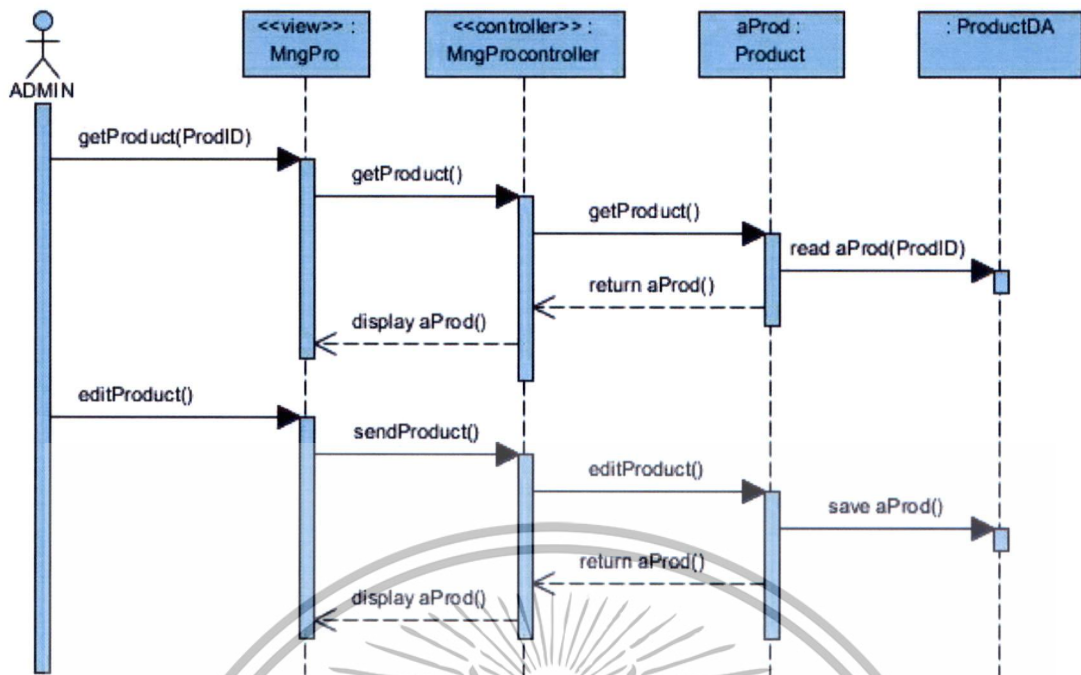 <<view>> :
MngPro
<<controller>> :
MngProcontroller
aProd :
Product
: ProductDA
ADMIN
getProduct(ProdID)
getProduct()
getProduct()
read aProd(ProdID)
return aProd()
display aProd()
editProduct()
sendProduct()
editProduct()
save aProd()
return aProd()
display aProd()